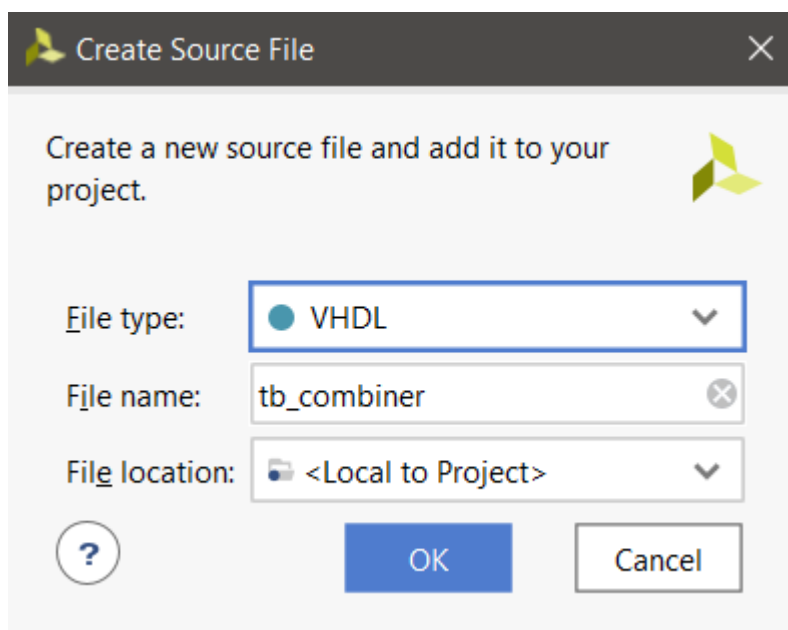 Create Source File
Create a new source file and add it to your
project.
File type: VHDL
File name: tb_combiner
File location: <Local to Project>
? OK Cancel